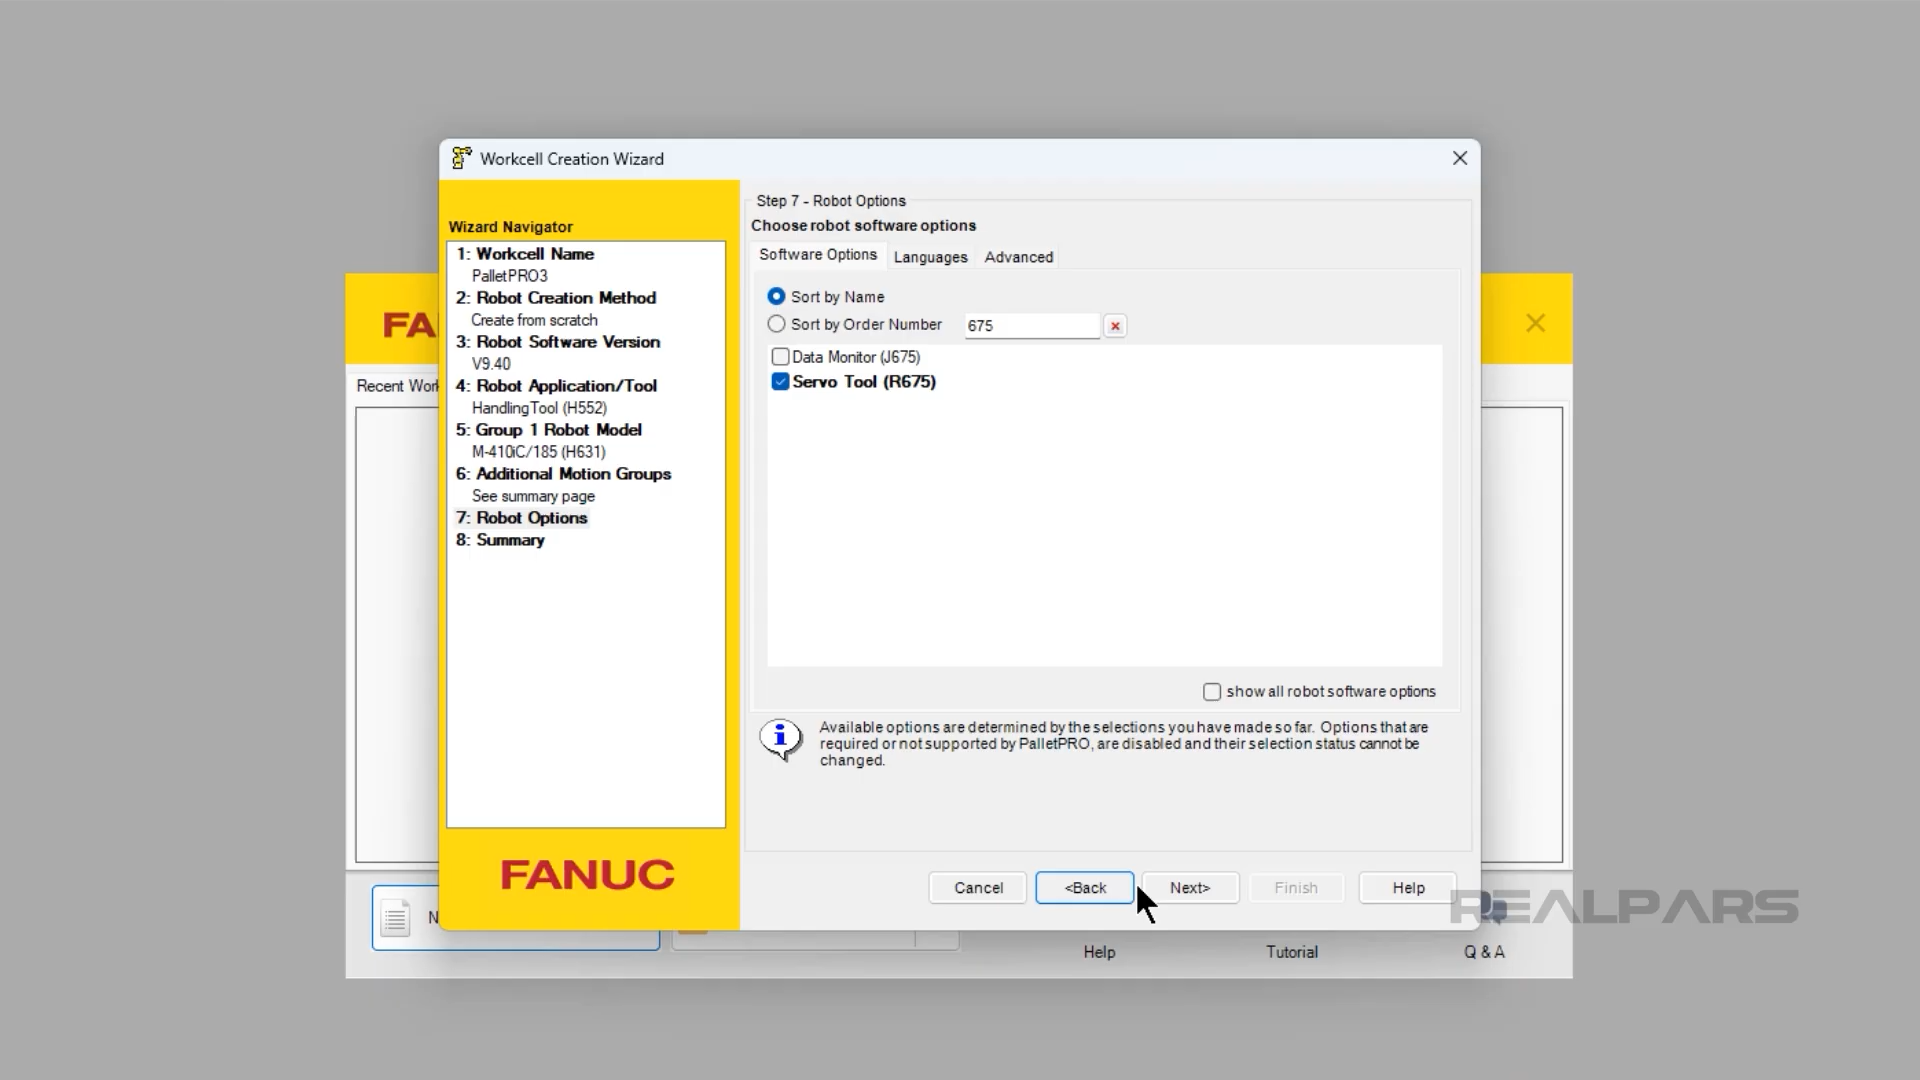 Workcell Creation Wizard
Wizard Navigator
1: Workcell Name
PalletPRO3
2: Robot Creation Method
Create from scratch
3: Robot Software Version
V9.40
4: Robot Application/Tool
HandlingTool (H552)
5: Group 1 Robot Model
M-410iC/185 (H631)
6: Additional Motion Groups
See summary page
7: Robot Options
8: Summary
FANUC
Step 7 - Robot Options
Choose robot software options
Software Options Languages Advanced
Sort by Name
Sort by Order Number 675
Data Monitor (J675)
Servo Tool (R675)
show all robot software options
Available options are determined by the selections you have made so far. Options that are
required or not supported by PalletPRO, are disabled and their selection status cannot be
changed.
Cancel <Back Next> Finish Help
FA
Recent Wor
N
Help Tutorial Q & A
REALPARS